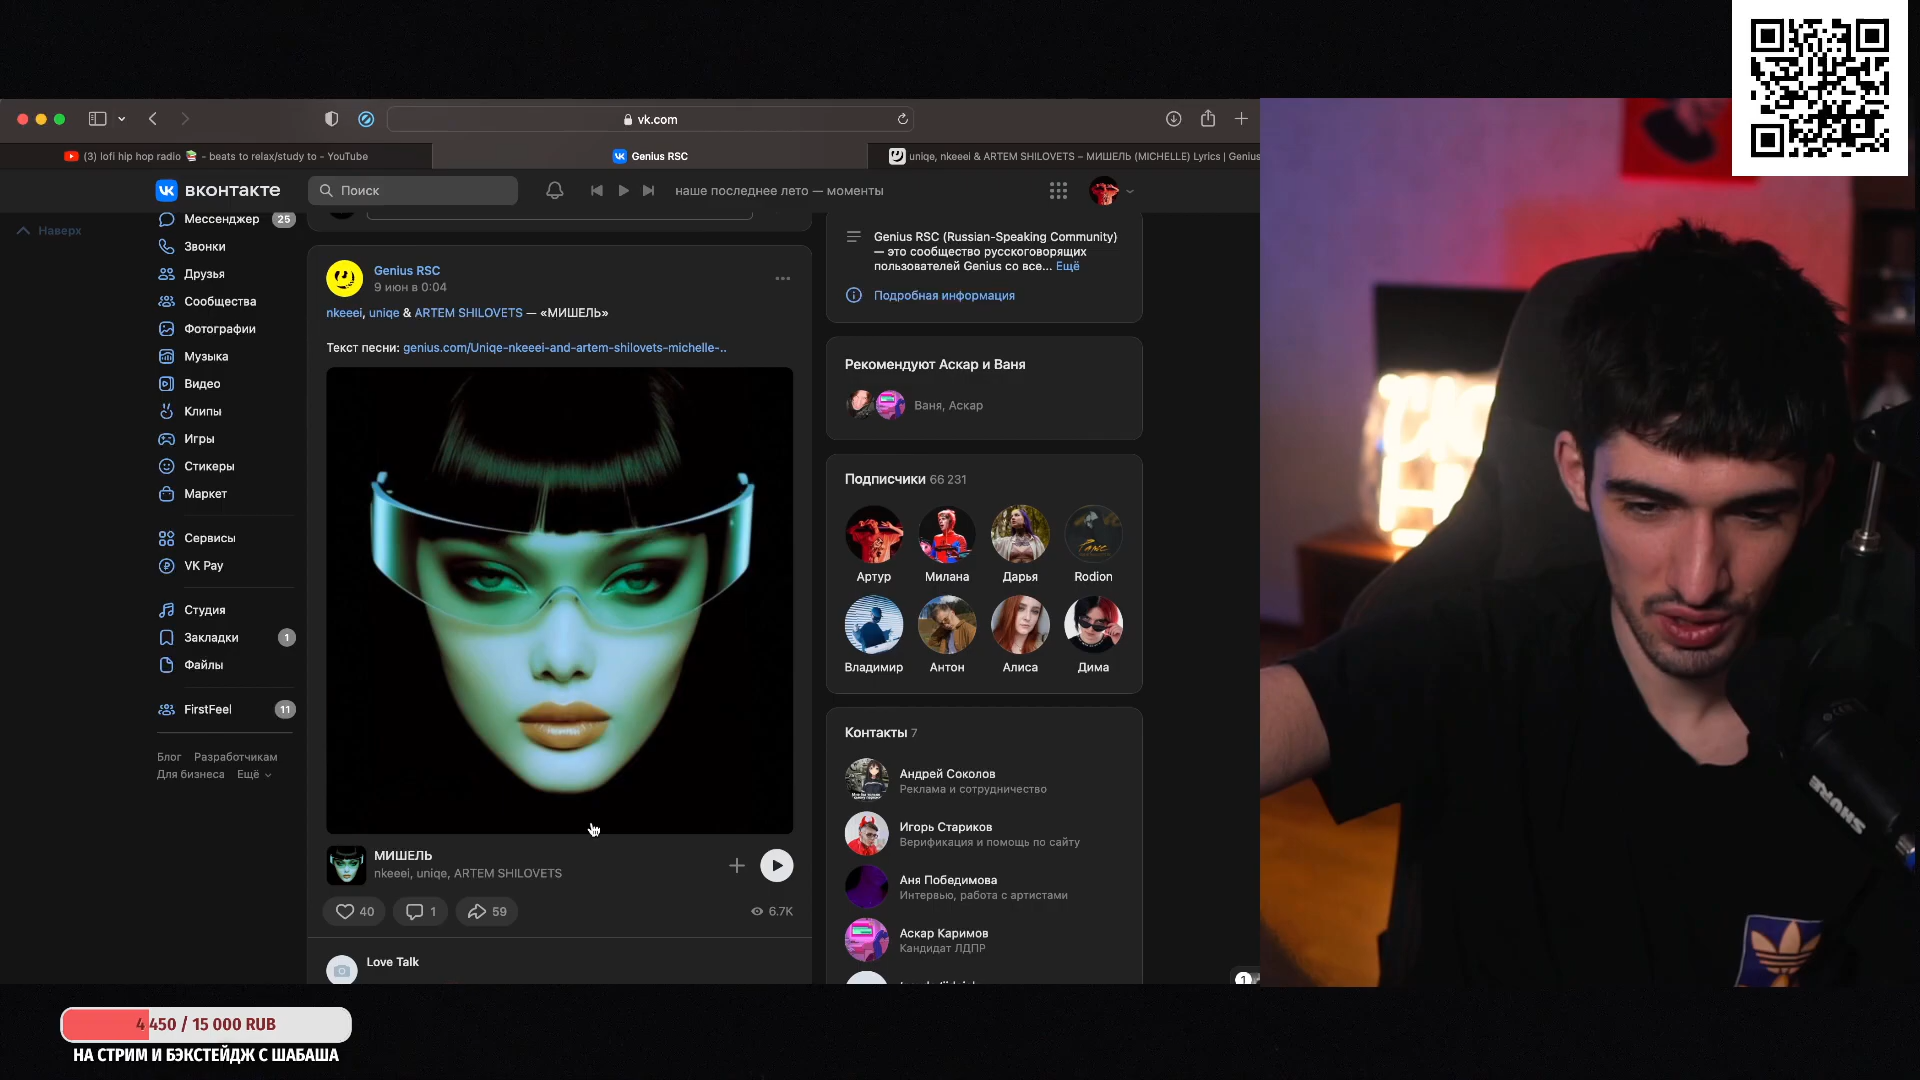 vk.com
(3) lofi hip hop radio 📚 - beats to relax/study to - YouTube
Genius RSC
uniqe, nkeeei & ARTEM SHILOVETS – МИШЕЛЬ (MICHELLE) Lyrics | Genius
ВКОНТАКТЕ
Поиск
наше последнее лето — моменты
Наверх
Мессенджер 25
Звонки
Друзья
Сообщества
Фотографии
Музыка
Видео
Клипы
Игры
Стикеры
Маркет
Сервисы
VK Pay
Студия
Закладки 1
Файлы
FirstFeel 11
Блог Разработчикам
Для бизнеса Ещё
Genius RSC
9 июн в 0:04
nkeeei, uniqe & ARTEM SHILOVETS — «МИШЕЛЬ»
Текст песни: genius.com/Uniqe-nkeeei-and-artem-shilovets-michelle-..
МИШЕЛЬ
nkeeei, uniqe, ARTEM SHILOVETS
40 1 59 6.7K
Love Talk
Genius RSC (Russian-Speaking Community)
— это сообщество русскоговорящих
пользователей Genius со все... Ещё
Подробная информация
Рекомендуют Аскар и Ваня
Ваня, Аскар
Подписчики 66 231
Артур Милана Дарья Rodion
Владимир Антон Алиса Дима
Контакты 7
Андрей Соколов
Реклама и сотрудничество
Игорь Стариков
Верификация и помощь по сайту
Аня Победимова
Интервью, работа с артистами
Аскар Каримов
Кандидат ЛДПР
1
SHURE
4 450 / 15 000 RUB
НА СТРИМ И БЭКСТЕЙДЖ С ШАБАША